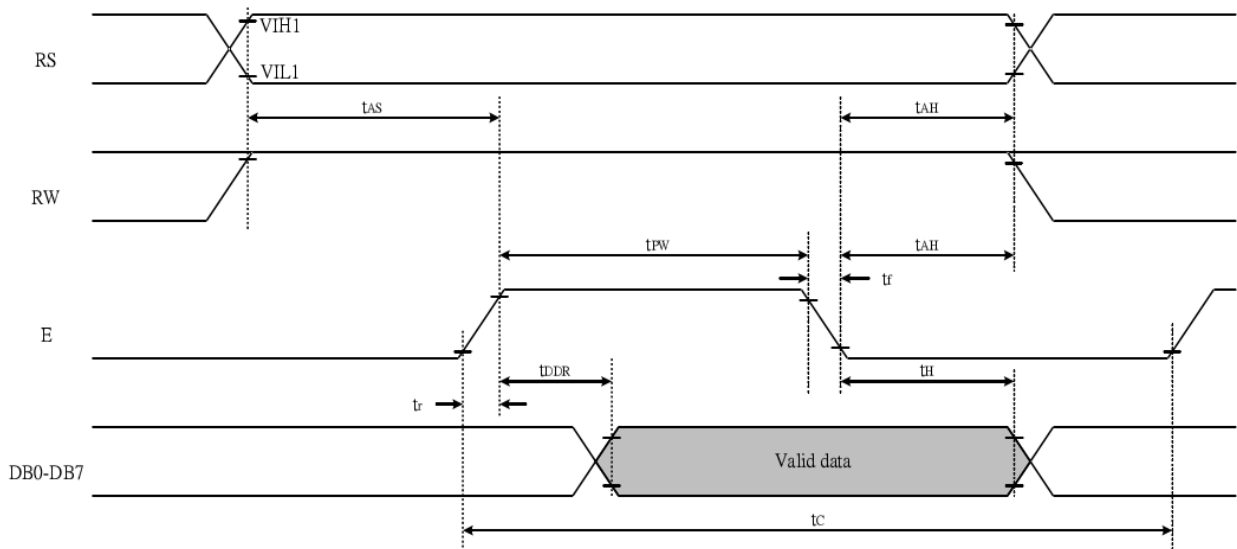 VIH1
RS
VIL1
tAS
tAH
RW
tPW
tAH
tf
E
tDDR
tH
tr
DB0-DB7
Valid data
tC